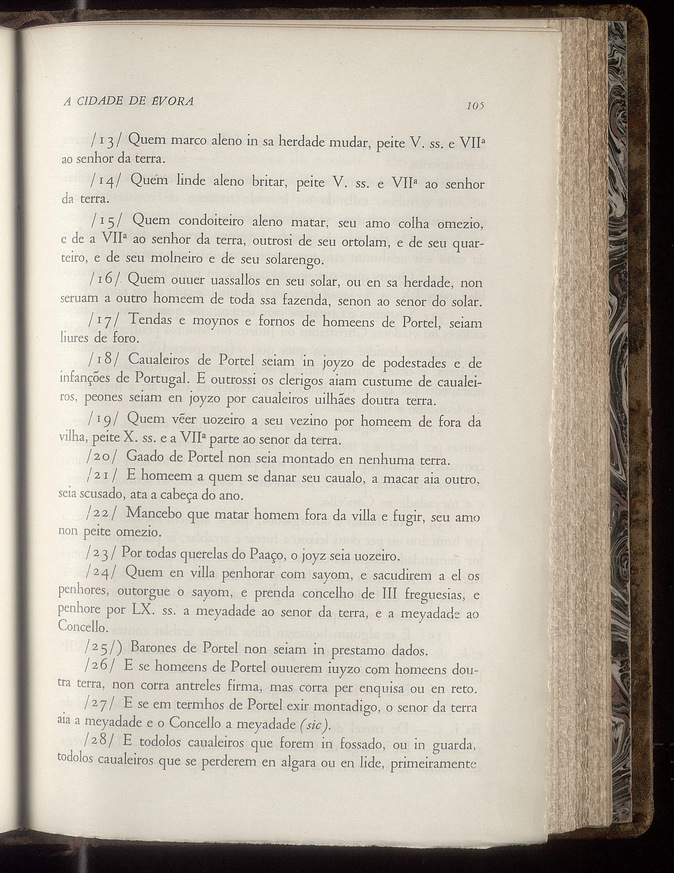 A CIDADE DE ÉVORA
105
/13/ Quem marco aleno in sa herdade mudar, peite V. ss. e VIIª
ao senhor da terra.
/14/ Quem linde aleno britar, peite V. ss. e VIIª ao senhor
da terra.
/15/ Quem condoiteiro aleno matar, seu amo colha omezio,
e de a VIIª ao senhor da terra, outrosi de seu ortolam, e de seu quar-
teiro, e de seu molneiro e de seu solarengo.
/16/ Quem ouuer uassallos en seu solar, ou en sa herdade, non
seruam a outro homeem de toda ssa fazenda, senon ao senor do solar.
/17/ Tendas e moynos e fornos de homeens de Portel, seiam
liures de foro.
/18/ Caualeiros de Portel seiam in joyzo de podestades e de
infanções de Portugal. E outrossi os clerigos aiam custume de caualei-
ros, peones seiam en joyzo por caualeiros uilhães doutra terra.
/19/ Quem vẽer uozeiro a seu vezino por homeem de fora da
vilha, peite X. ss. e a VIIª parte ao senor da terra.
/20/ Gaado de Portel non seia montado en nenhuma terra.
/21/ E homeem a quem se danar seu caualo, a macar aia outro,
seia scusado, ata a cabeça do ano.
/22/ Mancebo que matar homem fora da villa e fugir, seu amo
non peite omezio.
/23/ Por todas querelas do Paaço, o joyz seia uozeiro.
/24/ Quem en villa penhorar com sayom, e sacudirem a el os
penhores, outorgue o sayom, e prenda concelho de III freguesias, e
penhore por LX. ss. a meyadade ao senor da terra, e a meyadade ao
Concello.
/25/) Barones de Portel non seiam in prestamo dados.
/26/ E se homeens de Portel ouuerem iuyzo com homeens dou-
tra terra, non corra antreles firma, mas corra per enquisa ou en reto.
/27/ E se em termhos de Portel exir montadigo, o senor da terra
aia a meyadade e o Concello a meyadade (sic).
/28/ E todolos caualeiros que forem in fossado, ou in guarda,
todolos caualeiros que se perderem en algara ou en lide, primeiramente